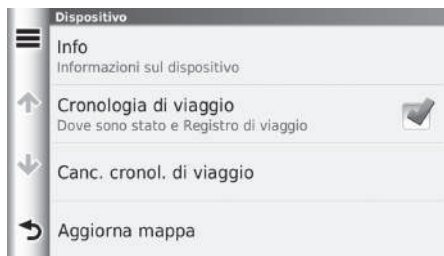 Dispositivo
Info
Informazioni sul dispositivo
Cronologia di viaggio
Dove sono stato e Registro di viaggio
Canc. cronol. di viaggio
Aggiorna mappa